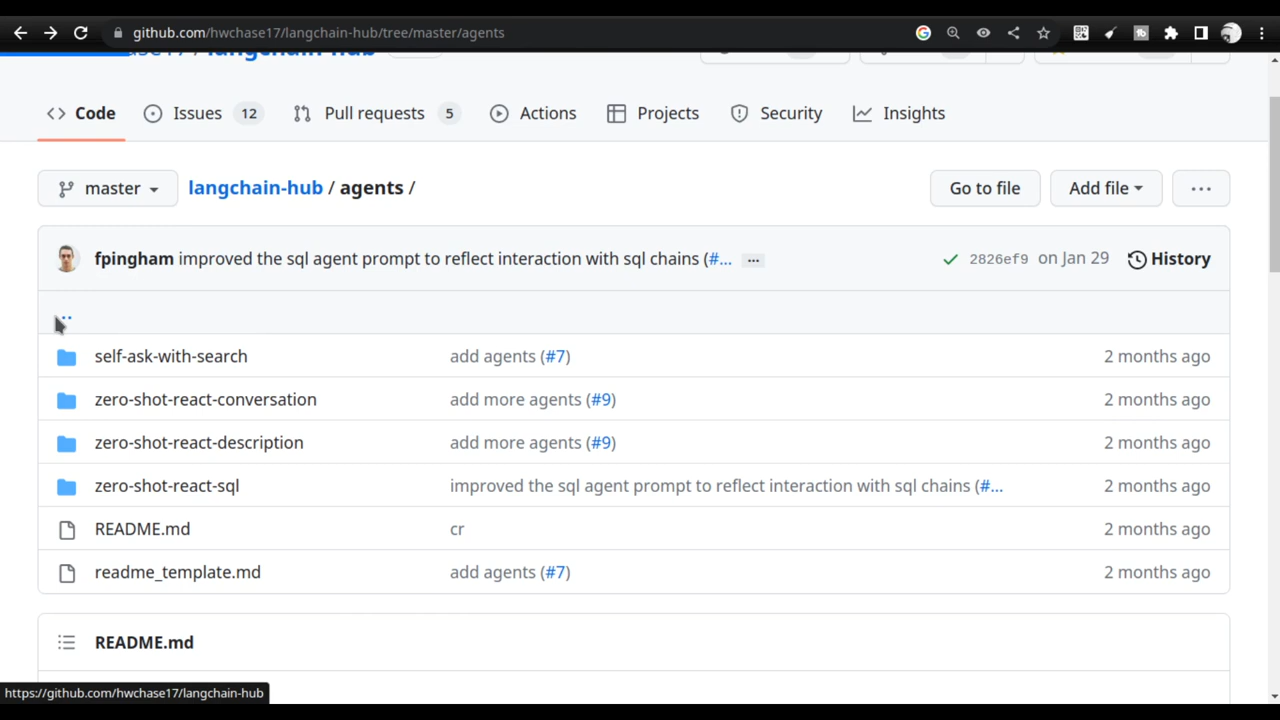 github.com/hwchase17/langchain-hub/tree/master/agents
langchain-hub
Code Issues 12 Pull requests 5 Actions Projects Security Insights
master langchain-hub / agents / Go to file Add file ...
fpingham improved the sql agent prompt to reflect interaction with sql chains (#... ... 2826ef9 on Jan 29 History
..
self-ask-with-search add agents (#7) 2 months ago
zero-shot-react-conversation add more agents (#9) 2 months ago
zero-shot-react-description add more agents (#9) 2 months ago
zero-shot-react-sql improved the sql agent prompt to reflect interaction with sql chains (#... 2 months ago
README.md cr 2 months ago
readme_template.md add agents (#7) 2 months ago
README.md
https://github.com/hwchase17/langchain-hub